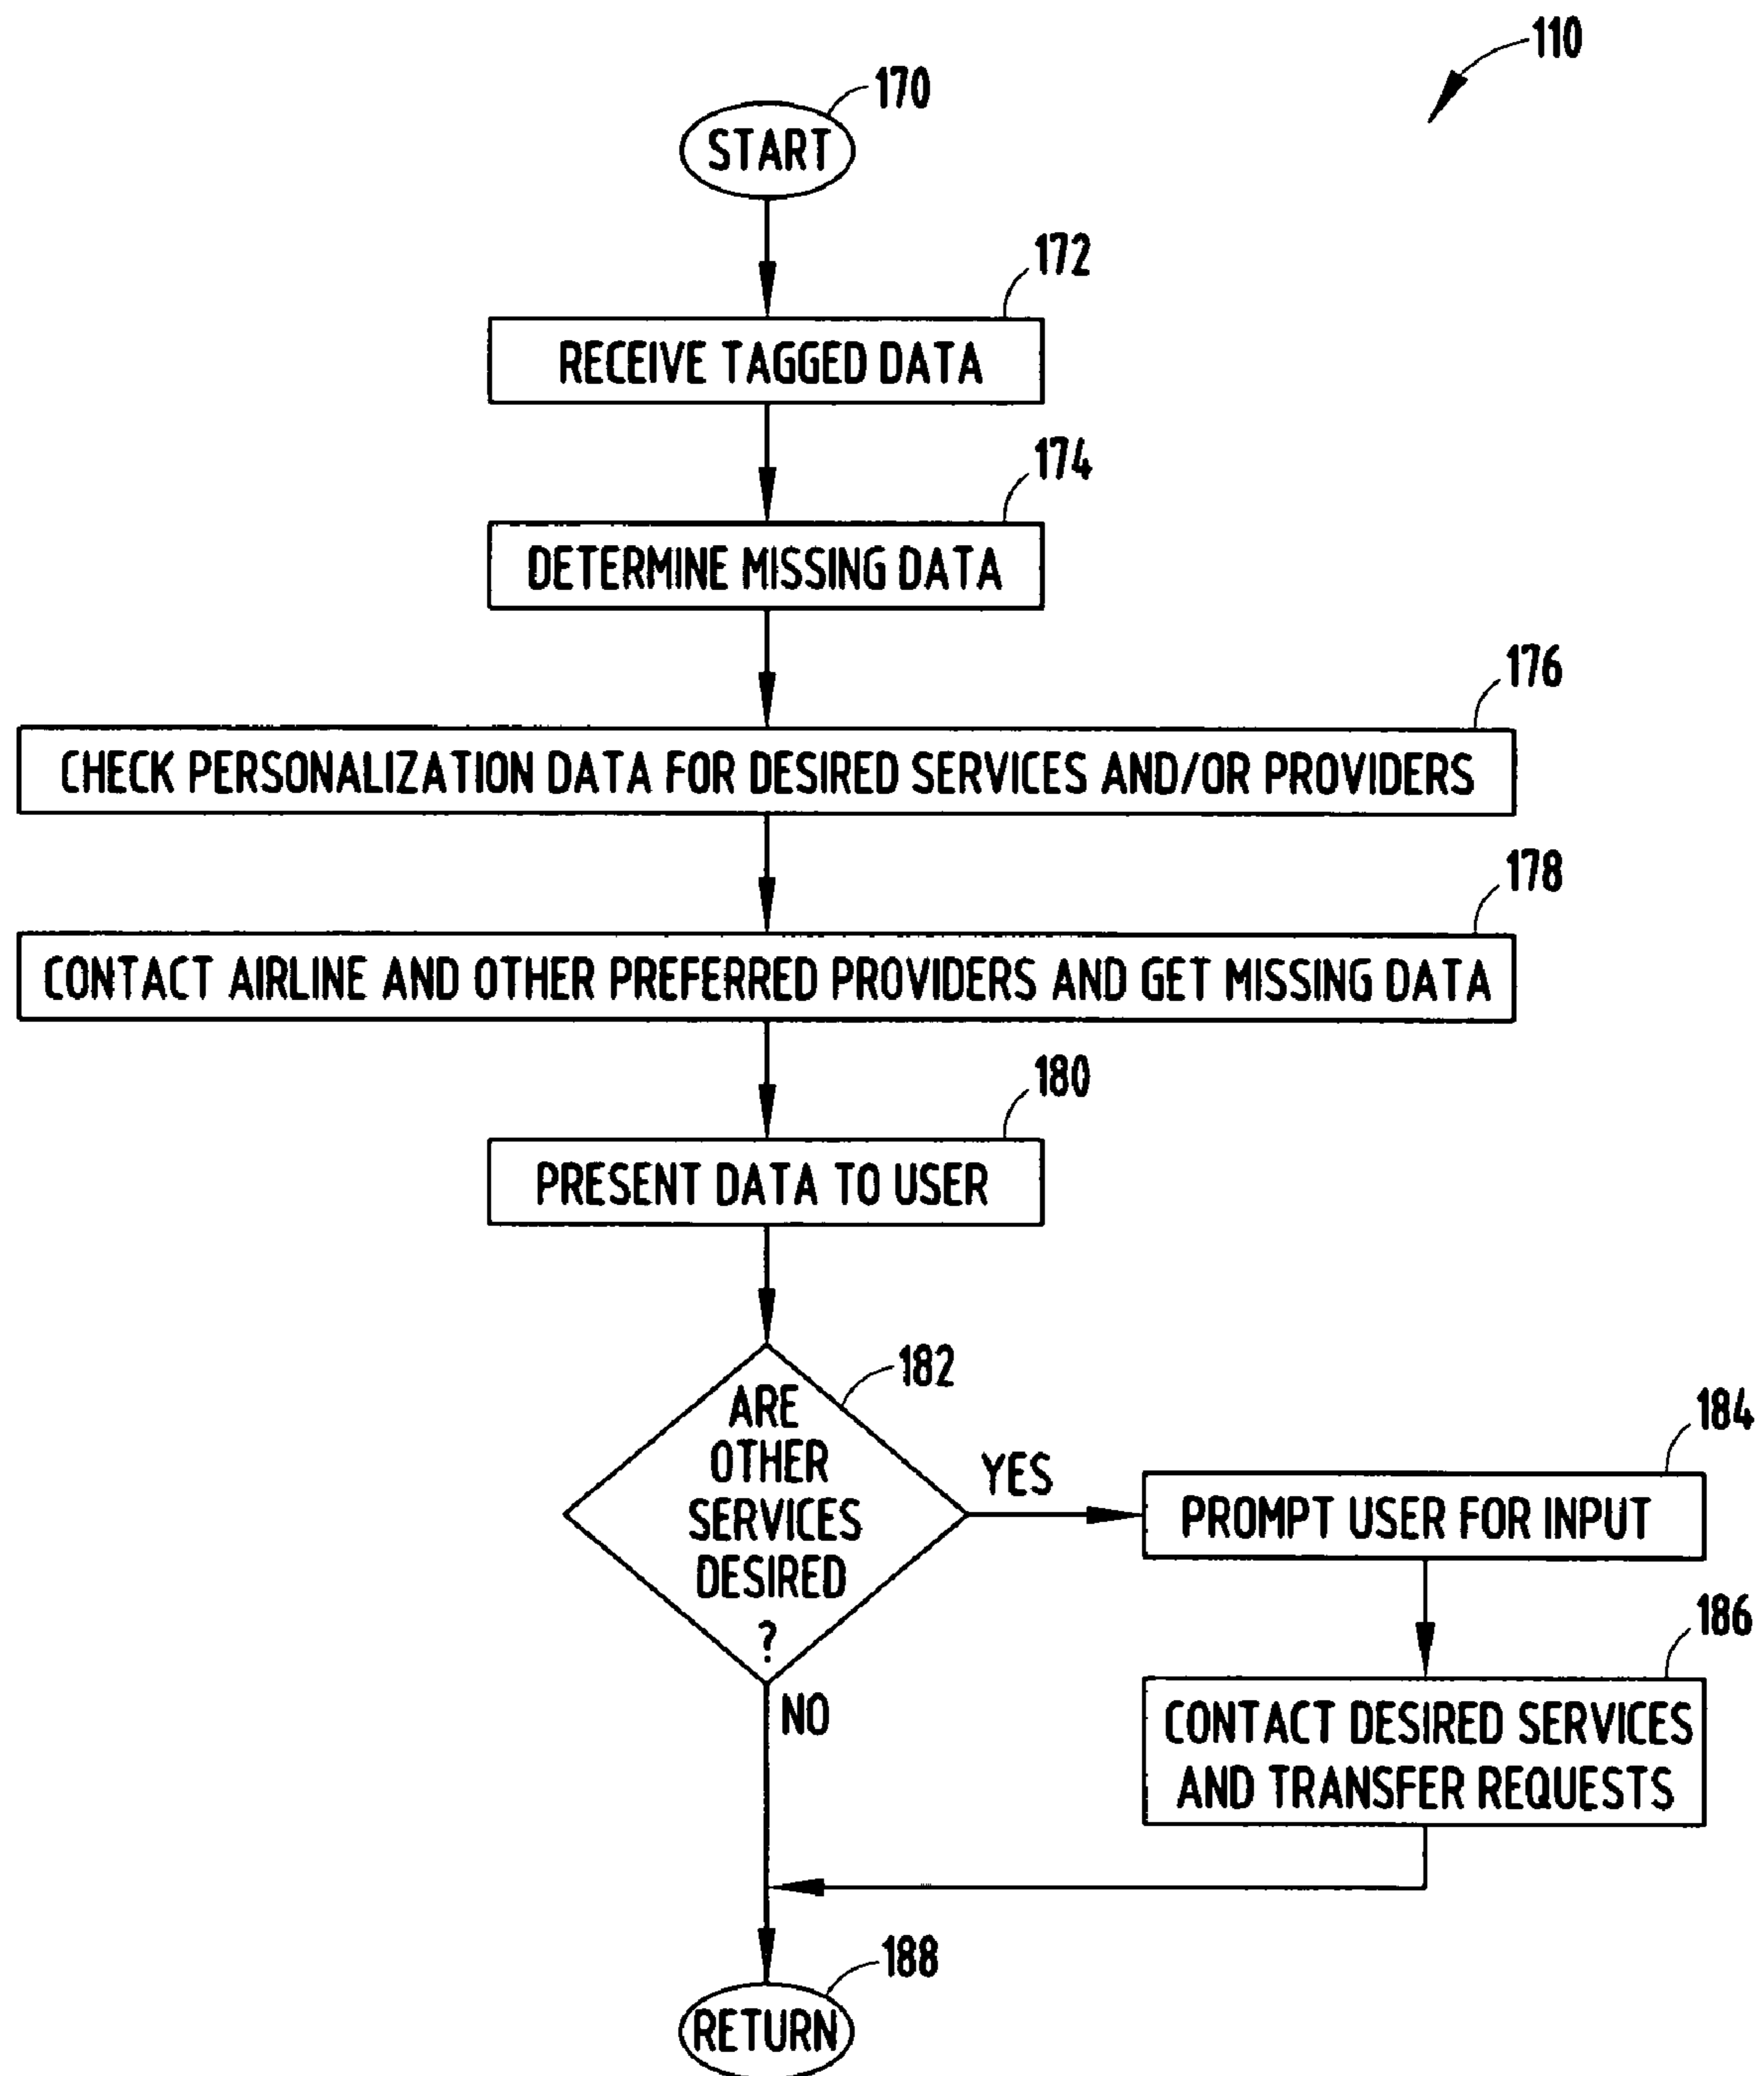 110
170
START
172
RECEIVE TAGGED DATA
174
DETERMINE MISSING DATA
176
CHECK PERSONALIZATION DATA FOR DESIRED SERVICES AND/OR PROVIDERS
178
CONTACT AIRLINE AND OTHER PREFERRED PROVIDERS AND GET MISSING DATA
180
PRESENT DATA TO USER
182
ARE
OTHER
SERVICES
DESIRED
?
YES
184
PROMPT USER FOR INPUT
186
CONTACT DESIRED SERVICES
AND TRANSFER REQUESTS
NO
188
RETURN